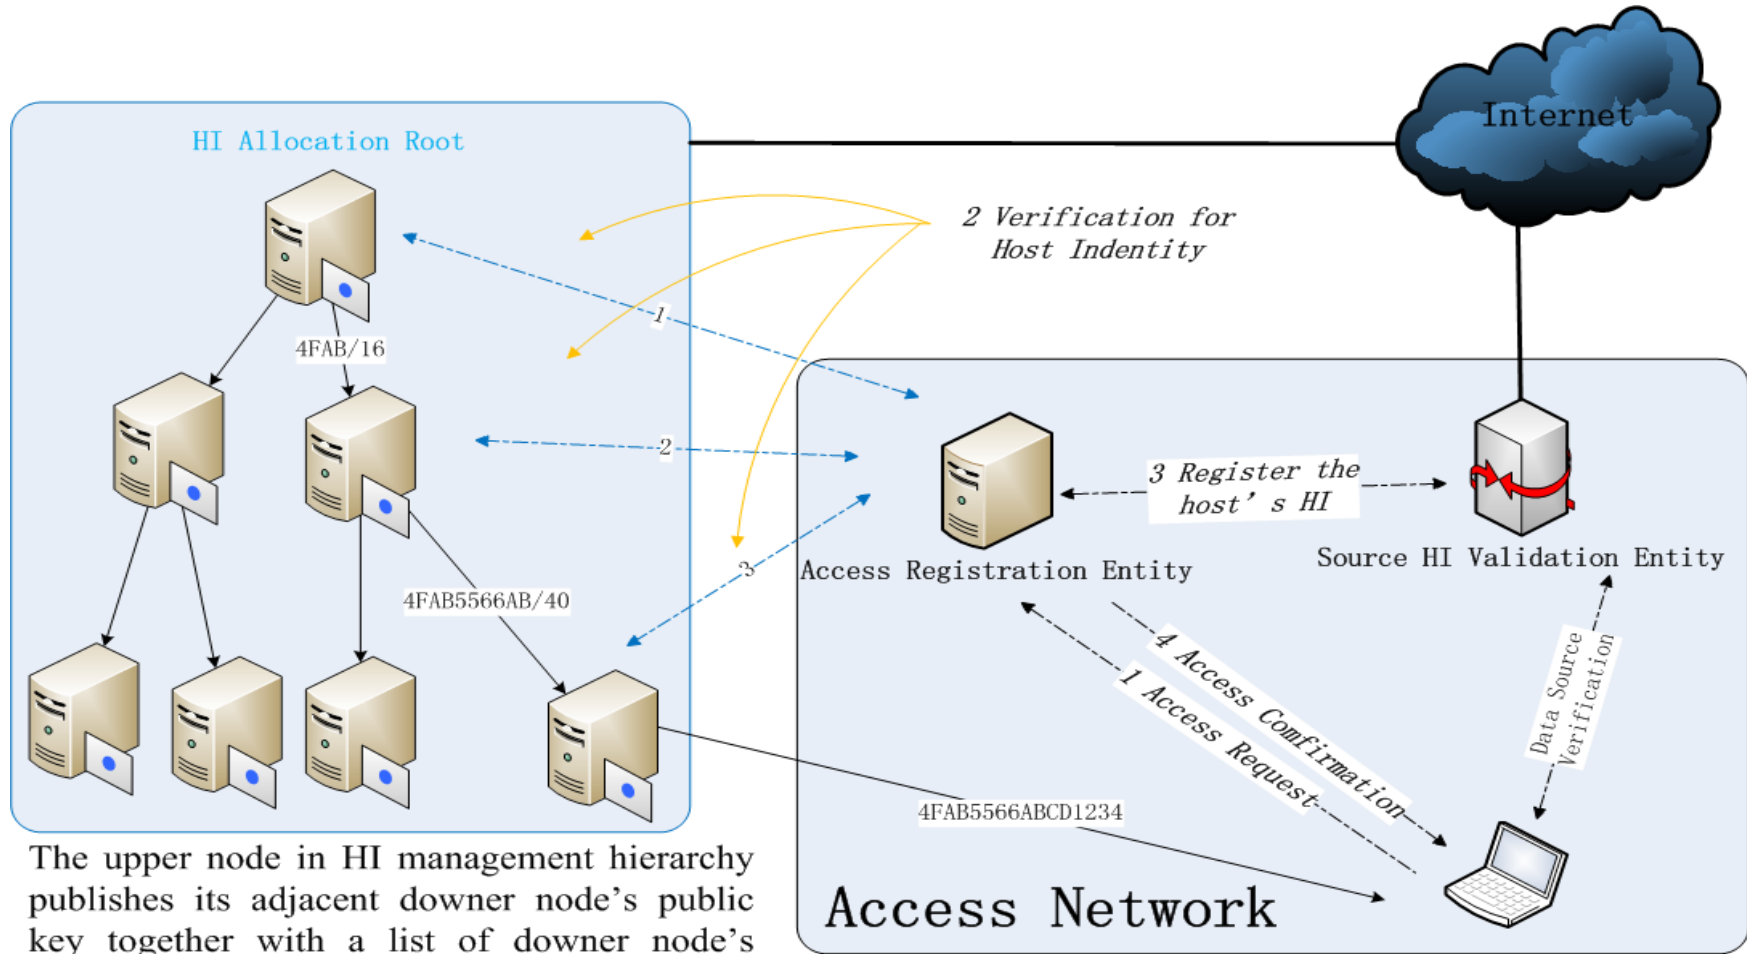 Internet
HI Allocation Root
2 Verification for
Host Indentity
1
4FAB/16
2
3 Register the
host's HI
Source HI Validation Entity
3
Access Registration Entity
4FAB5566AB/40
4 Access Comfirmation
1 Access Request
Data Source
Verification
4FAB5566ABCD1234
The upper node in HI management hierarchy
publishes its adjacent downer node's public
key together with a list of downer node's
Access Network